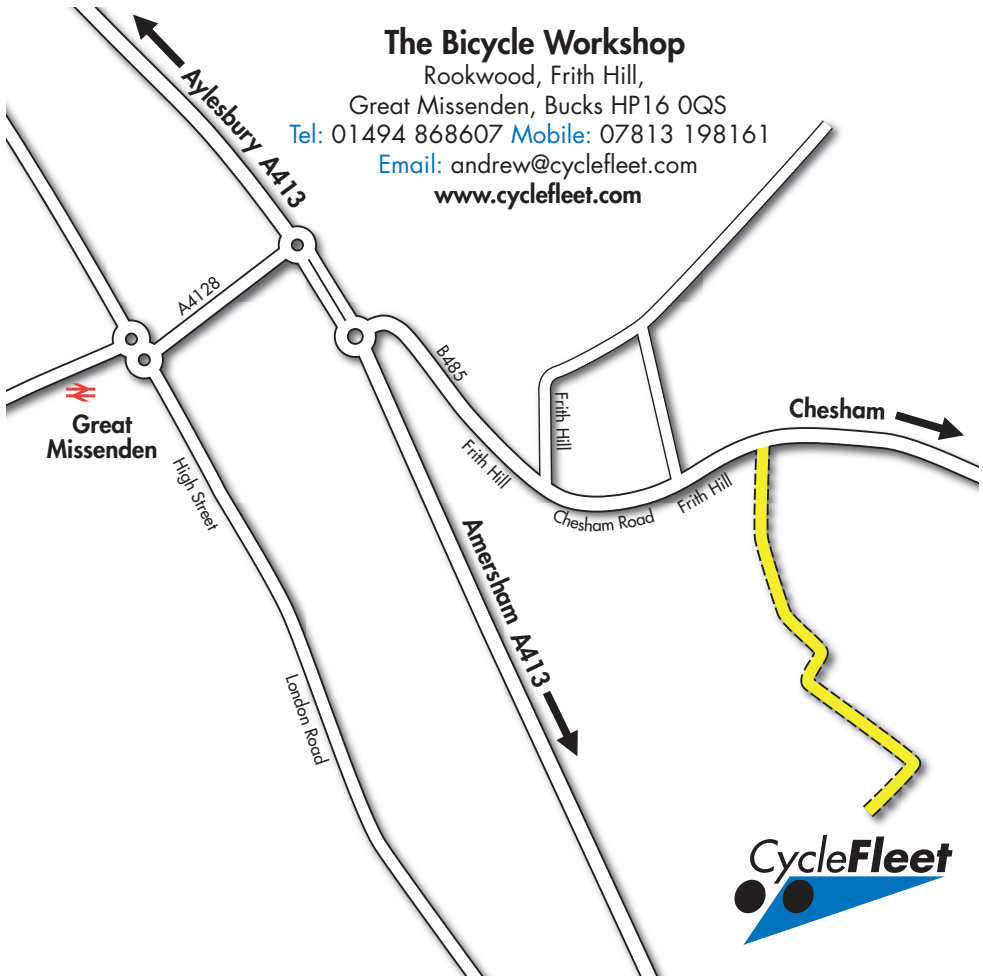 The Bicycle Workshop
Rookwood, Frith Hill,
Great Missenden, Bucks HP16 0QS
Tel: 01494 868607 Mobile: 07813 198161
Email: andrew@cyclefleet.com
www.cyclefleet.com
Aylesbury A413
A4128
B485
Frith Hill
Chesham
Great
Missenden
High Street
Frith Hill
Chesham Road
Frith Hill
Amersham A413
London Road
CycleFleet